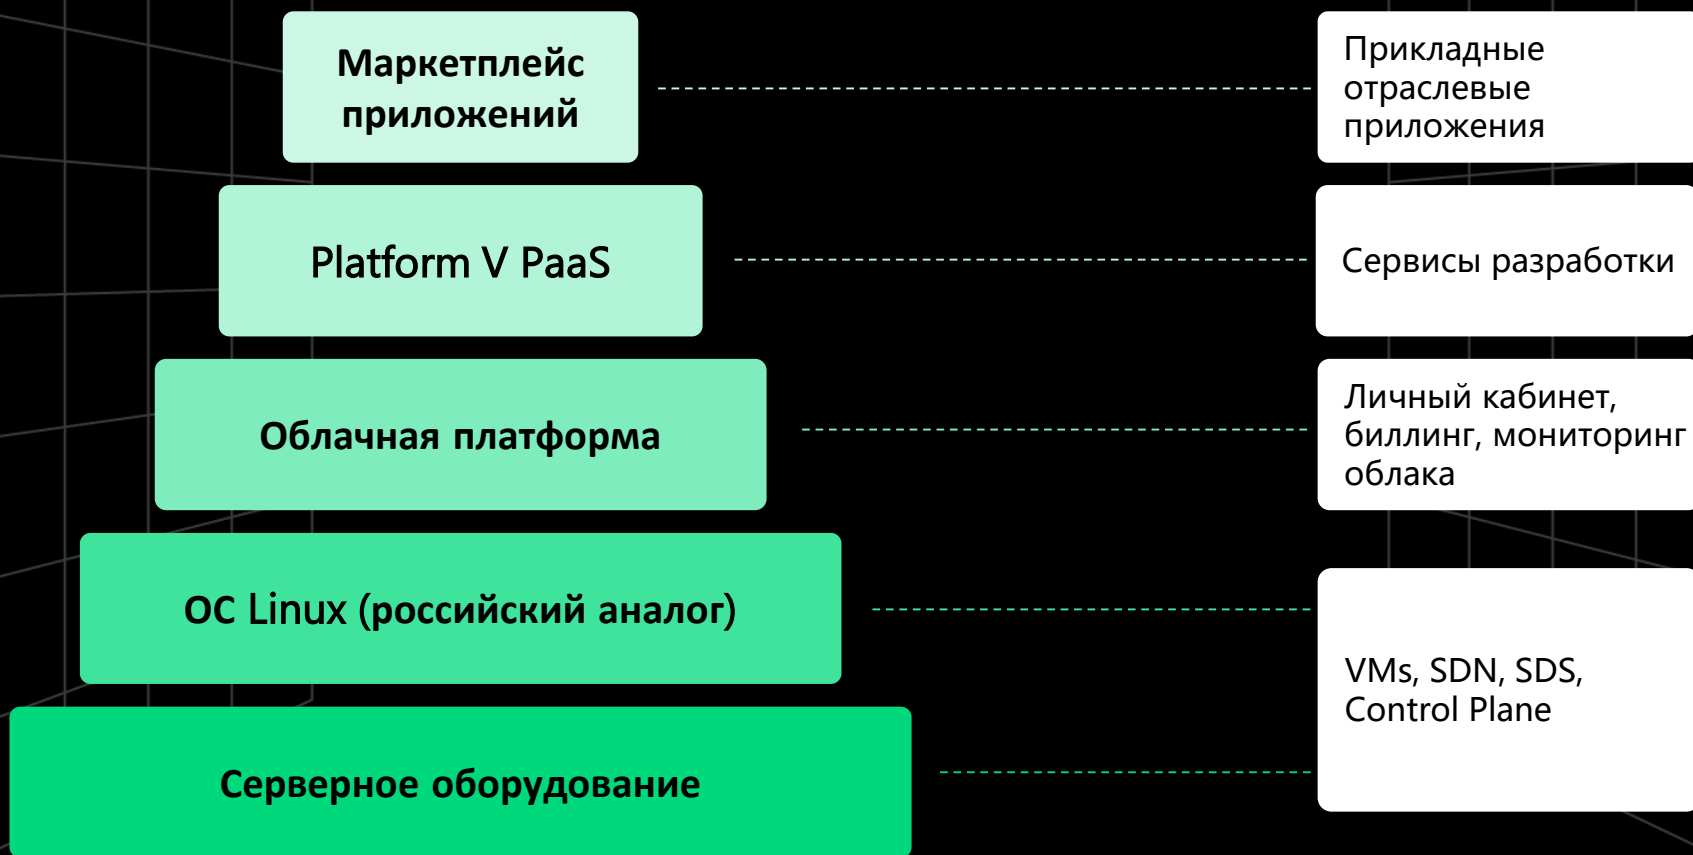 Маркетплейс
приложений
Прикладные
отраслевые
приложения
Platform V PaaS
Сервисы разработки
Облачная платформа
Личный кабинет,
биллинг, мониторинг
облака
ОС Linux (российский аналог)
VMs, SDN, SDS,
Control Plane
Серверное оборудование